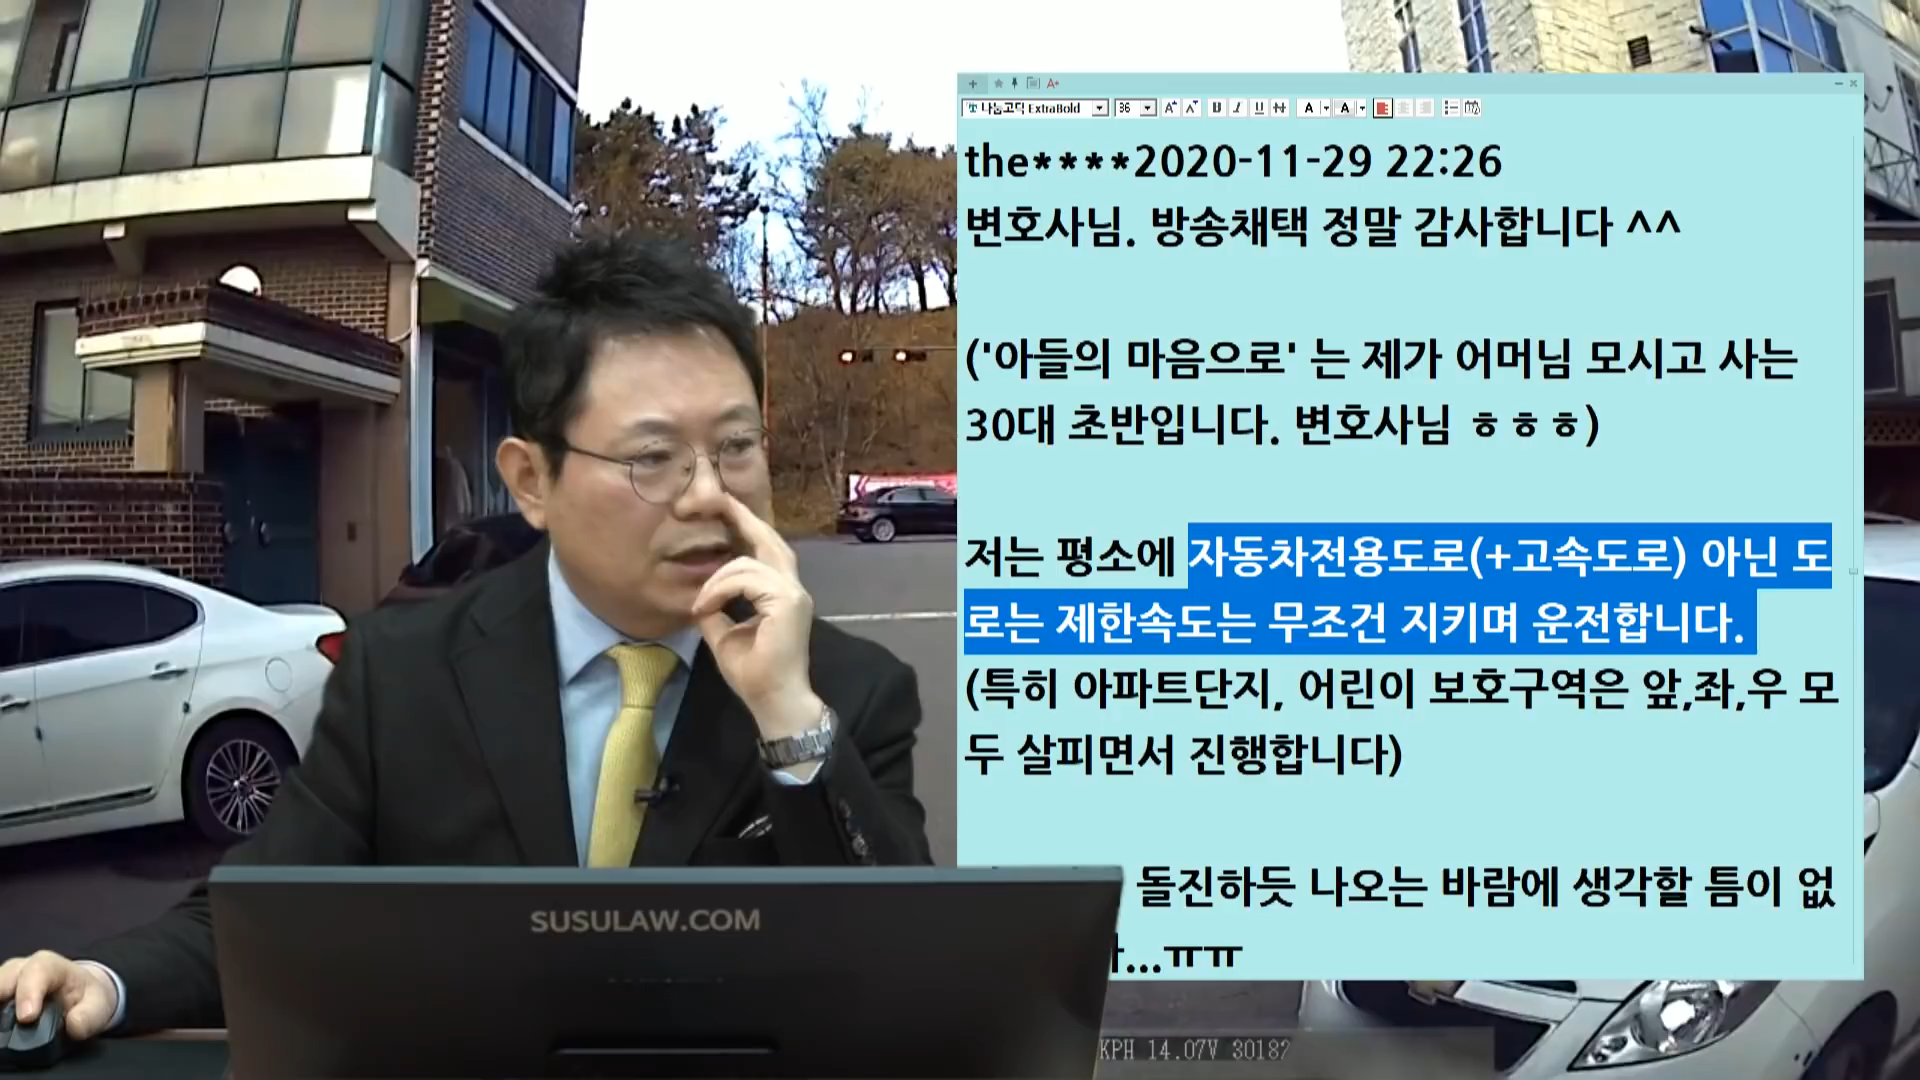 나눔고딕 ExtraBold 36
the****2020-11-29 22:26
변호사님. 방송채택 정말 감사합니다 ^^
('아들의 마음으로' 는 제가 어머님 모시고 사는
30대 초반입니다. 변호사님 ㅎㅎㅎ)
저는 평소에 자동차전용도로(+고속도로) 아닌 도
로는 제한속도는 무조건 지키며 운전합니다.
(특히 아파트단지, 어린이 보호구역은 앞,좌,우 모
두 살피면서 진행합니다)
돌진하듯 나오는 바람에 생각할 틈이 없
...ㅠㅠ
SUSULAW.COM
KPH 14.07V 30182